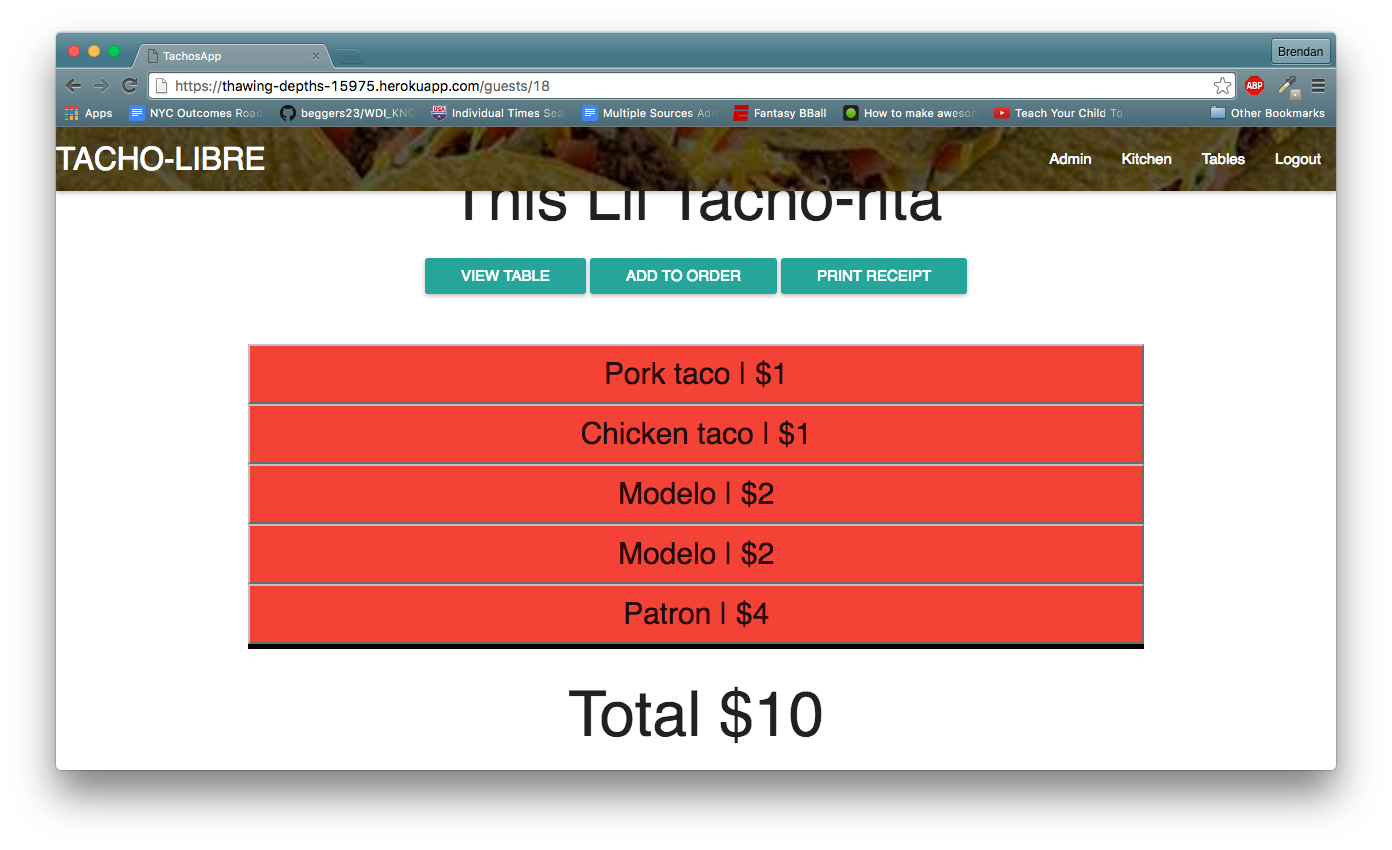 TachosApp
Brendan
https://thawing-depths-15975.herokuapp.com/guests/18
ABP
Apps NYC Outcomes Road beggers23/WDI_KNO Individual Times Sea Multiple Sources Adm Fantasy BBall How to make aweson Teach Your Child To Other Bookmarks
TACHO-LIBRE Admin Kitchen Tables Logout
This Lil Tacho-rita
VIEW TABLE ADD TO ORDER PRINT RECEIPT
Pork taco | $1
Chicken taco | $1
Modelo | $2
Modelo | $2
Patron | $4
Total $10